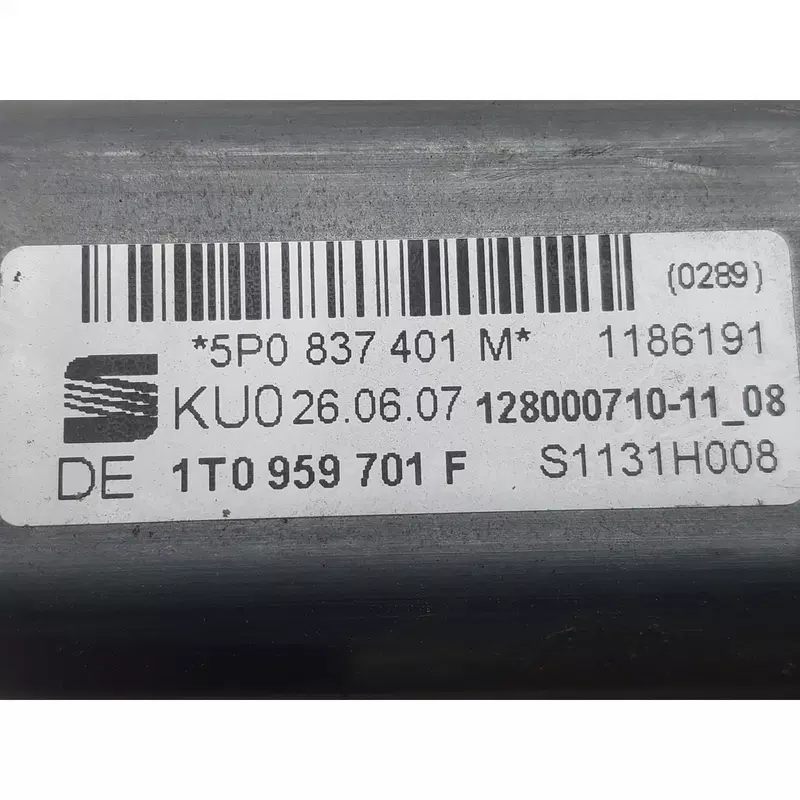 (0289)
*5P0 837 401 M* 1186191
KU0 26.06.07 128000710-11_08
DE 1T0 959 701 F S1131H008